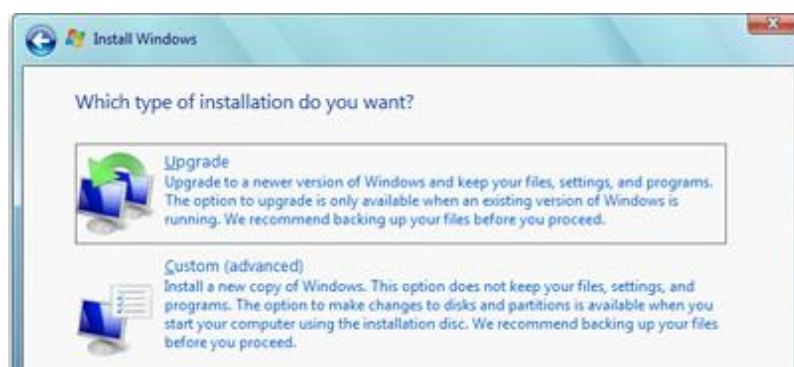 Install Windows
Which type of installation do you want?
Upgrade
Upgrade to a newer version of Windows and keep your files, settings, and programs.
The option to upgrade is only available when an existing version of Windows is
running. We recommend backing up your files before you proceed.
Custom (advanced)
Install a new copy of Windows. This option does not keep your files, settings, and
programs. The option to make changes to disks and partitions is available when you
start your computer using the installation disc. We recommend backing up your files
before you proceed.